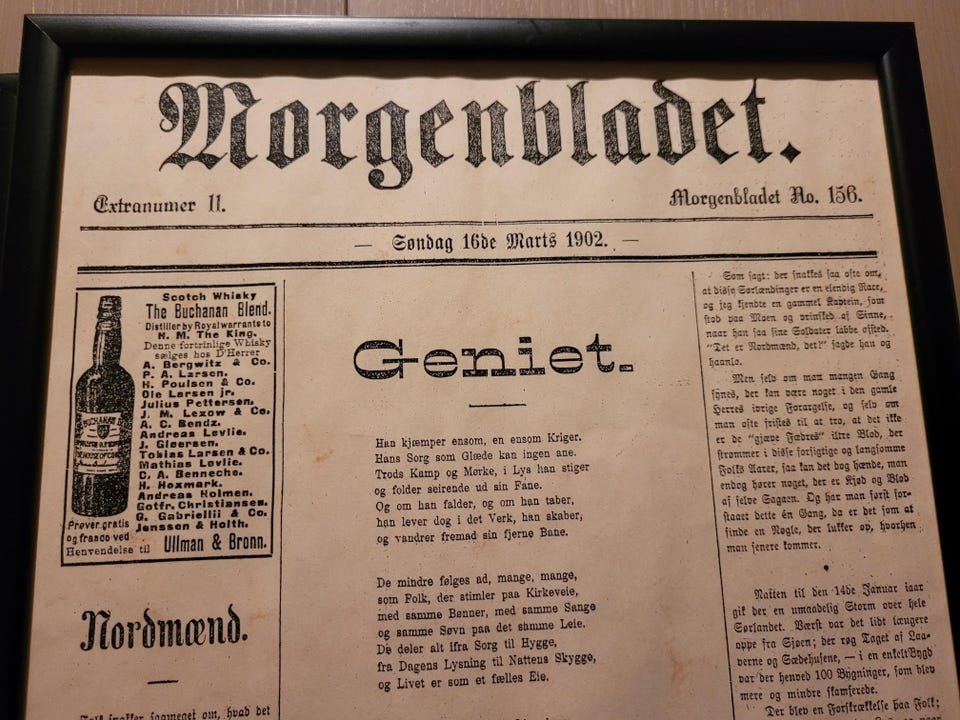 Morgenbladet.
Extranumer 11.
Morgenbladet No. 156.
— Søndag 16de Marts 1902. —
Scotch Whisky
The Buchanan Blend.
Distiller by Royal warrants to
H. M. The King.
Denne fortrinlige Whisky
sælges hos D'Herrer
A. Bergwitz & Co.
P. A. Larsen.
H. Poulsen & Co.
Ole Larsen jr.
Julius Pettersen.
J. M. Lexow & Co.
A. C. Bendz.
Andreas Løvlie.
J. Gløersen.
Tobias Larsen & Co.
Mathias Løvlie.
C. A. Benneche.
H. Hoxmark.
Andreas Holmen.
Gotfr. Christiansen.
G. Gabriellii & Co.
Jenssen & Holth.
Prøver gratis
og franco ved
Henvendelse til
Ullman & Bronn.
Nordmænd.
Folk snakker saameget om, hvad det
Geniet.
Han kjæmper ensom, en ensom Kriger.
Hans Sorg som Glæde kan ingen ane.
Trods Kamp og Mørke, i Lys han stiger
og folder seirende ud sin Fane.
Og om han falder, og om han taber,
han lever dog i det Verk, han skaber,
og vandrer fremad sin fjerne Bane.
De mindre følges ad, mange, mange,
som Folk, der stimler paa Kirkeveie,
med samme Bønner, med samme Sange
og samme Søvn paa det samme Leie.
De deler alt ifra Sorg til Hygge,
fra Dagens Lysning til Nattens Skygge,
og Livet er som et fælles Eie.
Som sagt: der snakkes saa ofte om,
at disse Sørlændinger er en elendig Race,
og jeg kjendte en gammel Kaptein, som
stod paa Moen og vrinsked af Sinne,
naar han saa sine Soldater labbe afsted.
"Det er Nordmænd, det!" sagde han og
haanlo.
Men selv om man mangen Gang
synes, der kan være noget i den gamle
Herres ivrige Forargelse, og selv om
man ofte fristes til at tro, at det ikke
er de "gjæve Fædres" iltre Blod, der
strømmer i disse forsigtige og langsomme
Folks Aarer, saa kan det dog hænde, man
endog hører noget, der er Kjød og Blod
af selve Sagaen. Og har man først for-
staaet dette én Gang, da er det som at
finde en Nøgle, der lukker op, hvorhen
man senere kommer.
Natten til den 14de Januar iaar
gik der en umaadelig Storm over hele
Sørlandet. Værst var det lidt længere
oppe fra Sjøen; der røg Taget af Laa-
verne og Sædehusene, — i en enkelt Bygd
var der henved 100 Bygninger, som blev
mere og mindre skamferede.
Der blev en Forskrækkelse paa Folk;